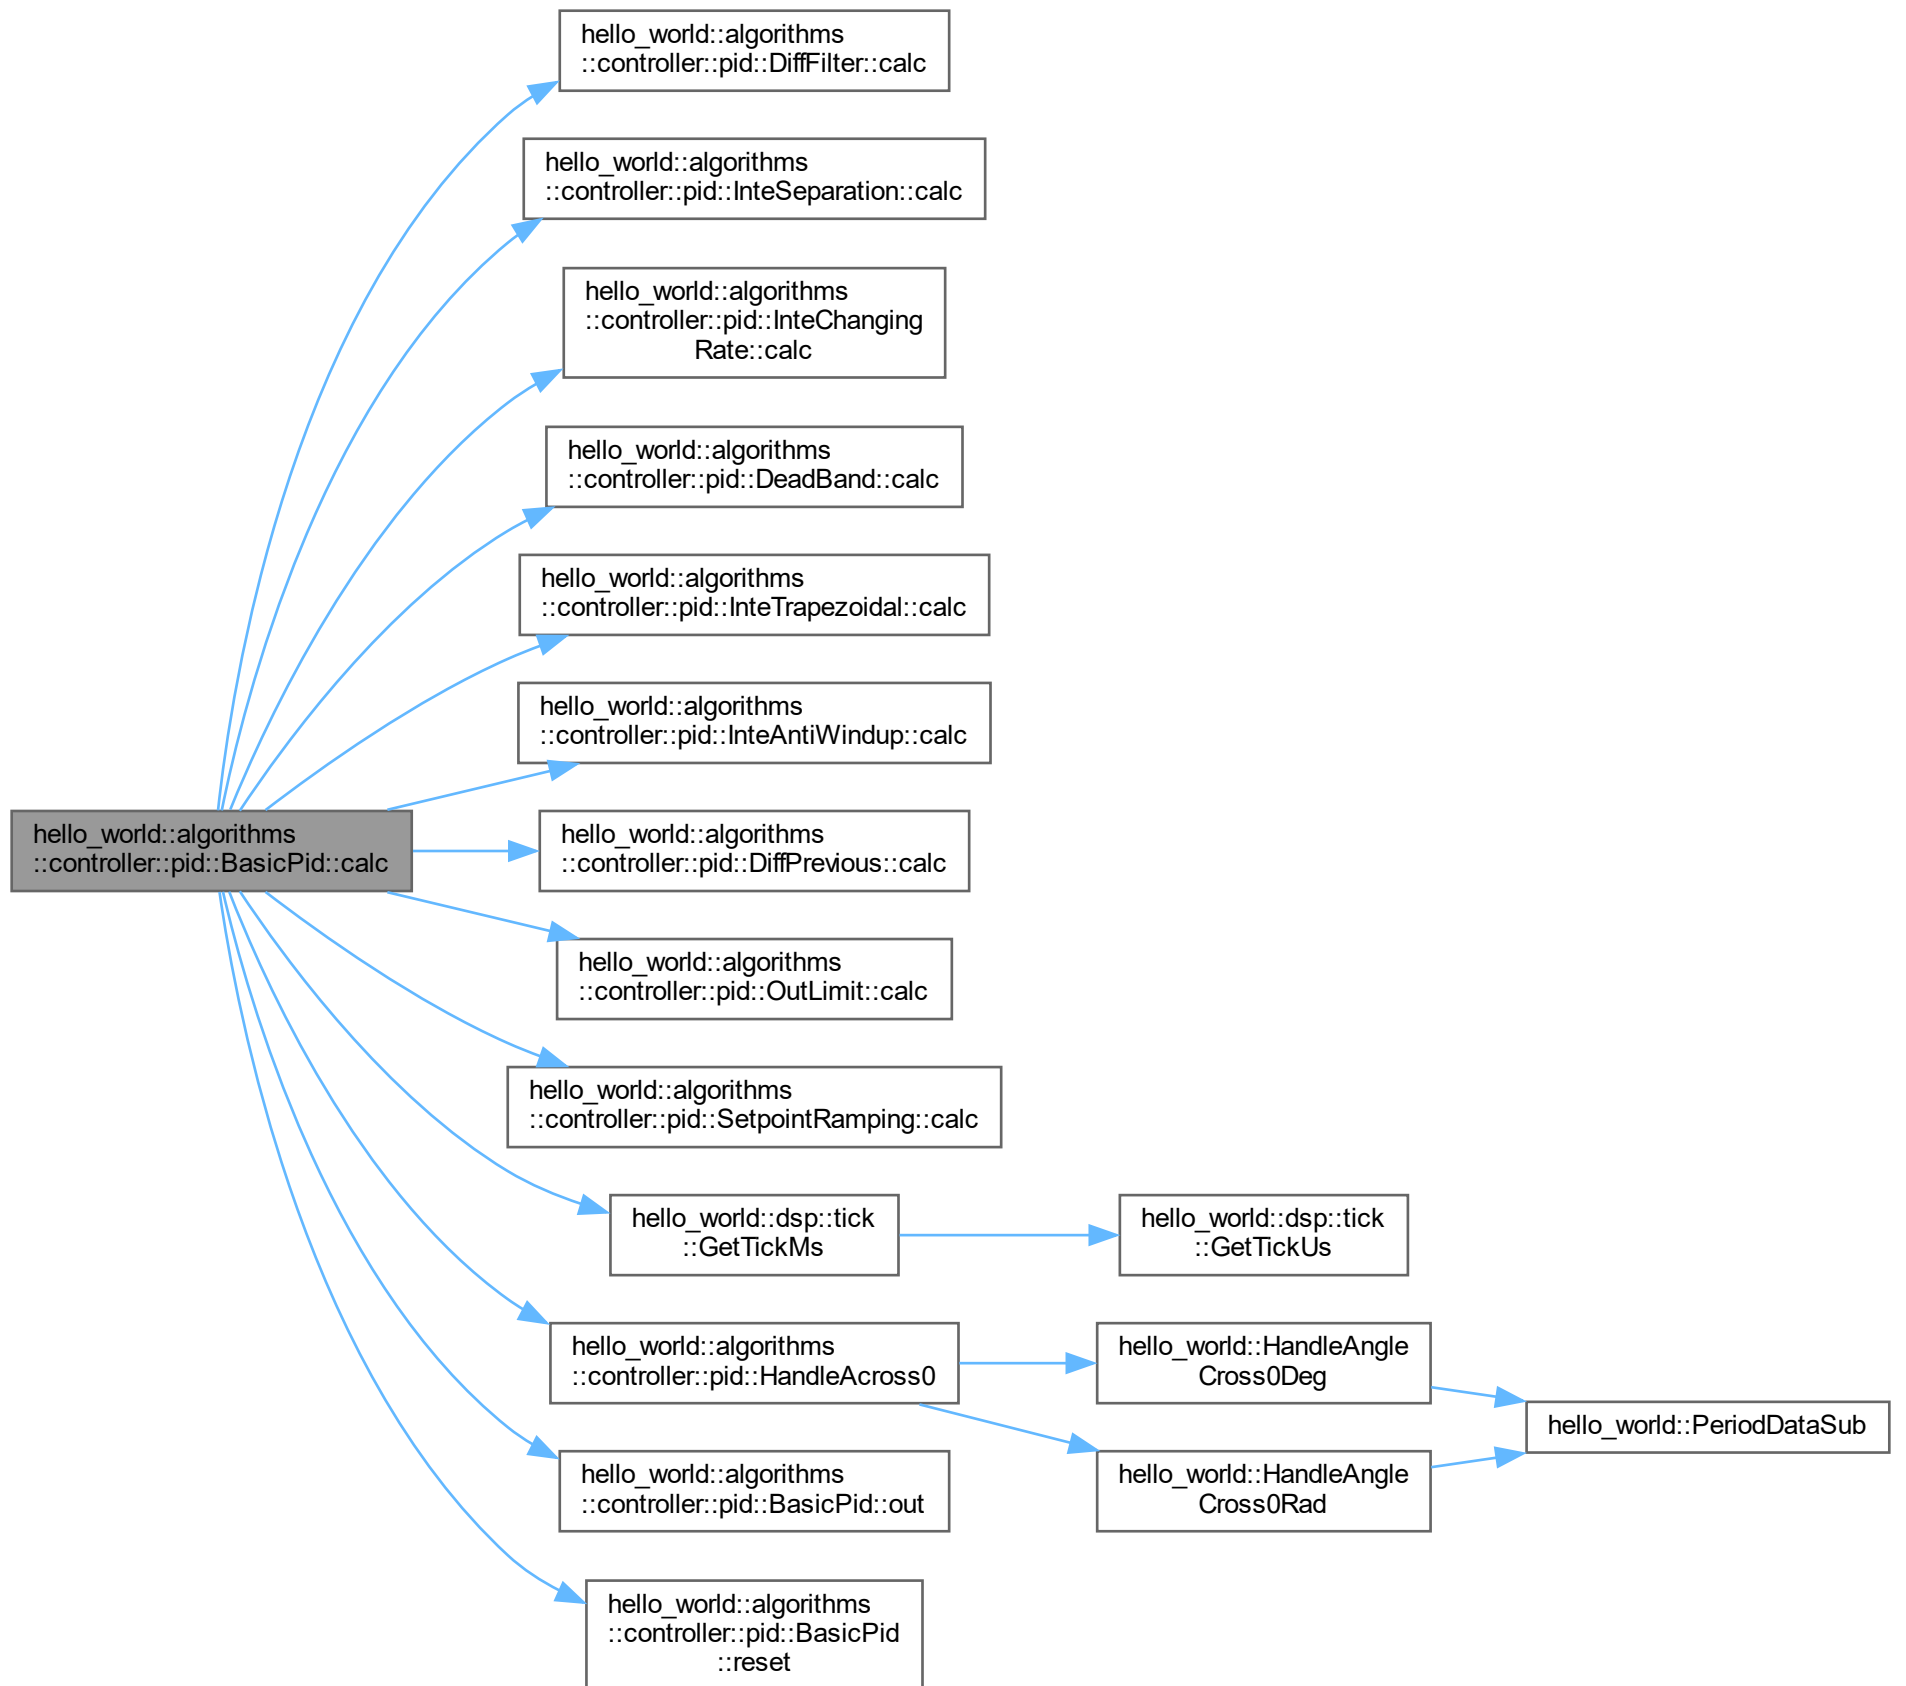 hello_world::algorithms
::controller::pid::DiffFilter::calc
hello_world::algorithms
::controller::pid::InteSeparation::calc
hello_world::algorithms
::controller::pid::InteChanging
Rate::calc
hello_world::algorithms
::controller::pid::DeadBand::calc
hello_world::algorithms
::controller::pid::InteTrapezoidal::calc
hello_world::algorithms
::controller::pid::InteAntiWindup::calc
hello_world::algorithms
::controller::pid::BasicPid::calc
hello_world::algorithms
::controller::pid::DiffPrevious::calc
hello_world::algorithms
::controller::pid::OutLimit::calc
hello_world::algorithms
::controller::pid::SetpointRamping::calc
hello_world::dsp::tick
::GetTickMs
hello_world::dsp::tick
::GetTickUs
hello_world::algorithms
::controller::pid::HandleAcross0
hello_world::HandleAngle
Cross0Deg
hello_world::PeriodDataSub
hello_world::algorithms
::controller::pid::BasicPid::out
hello_world::HandleAngle
Cross0Rad
hello_world::algorithms
::controller::pid::BasicPid
::reset